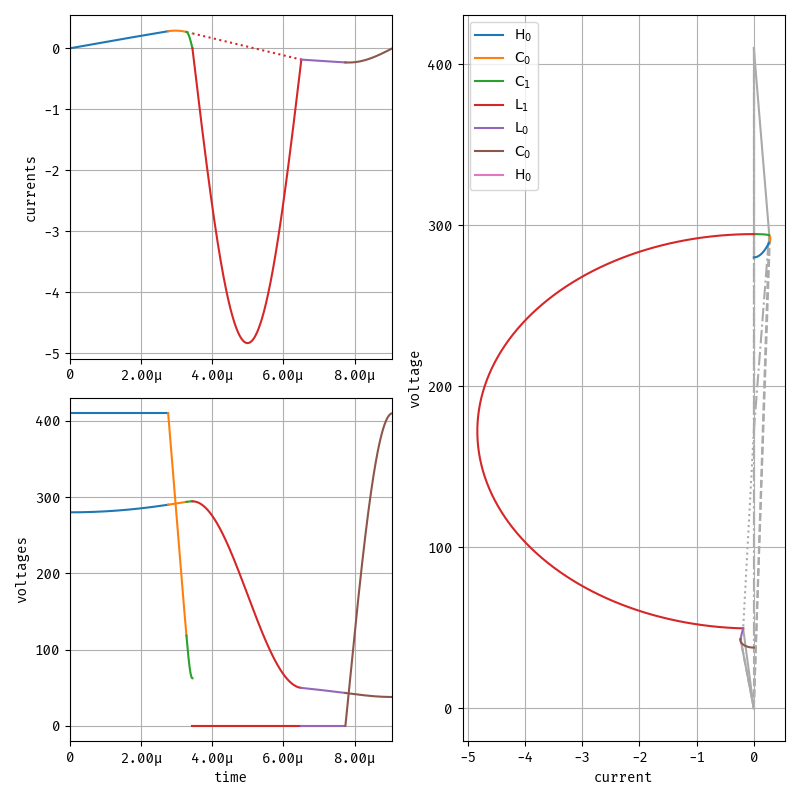 currents
0
-1
-2
-3
-4
-5
0 2.00μ 4.00μ 6.00μ 8.00μ
voltages
400
300
200
100
0
0 2.00μ 4.00μ 6.00μ 8.00μ
time
H₀
C₀
C₁
L₁
L₀
C₀
H₀
voltage
400
300
200
100
0
-5 -4 -3 -2 -1 0
current